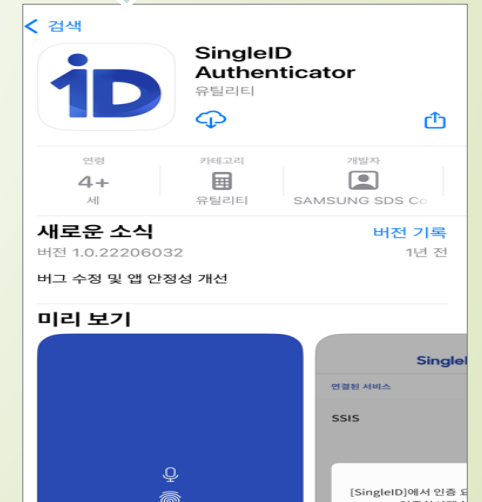 검색
iD
SingleID
Authenticator
유틸리티
연령
4+
세
카테고리
유틸리티
개발자
SAMSUNG SDS Co
새로운 소식
버전 기록
버전 1.0.22206032
1년 전
버그 수정 및 앱 안정성 개선
미리 보기
SingleI
연결된 서비스
SSIS
[SingleID]에서 인증 요